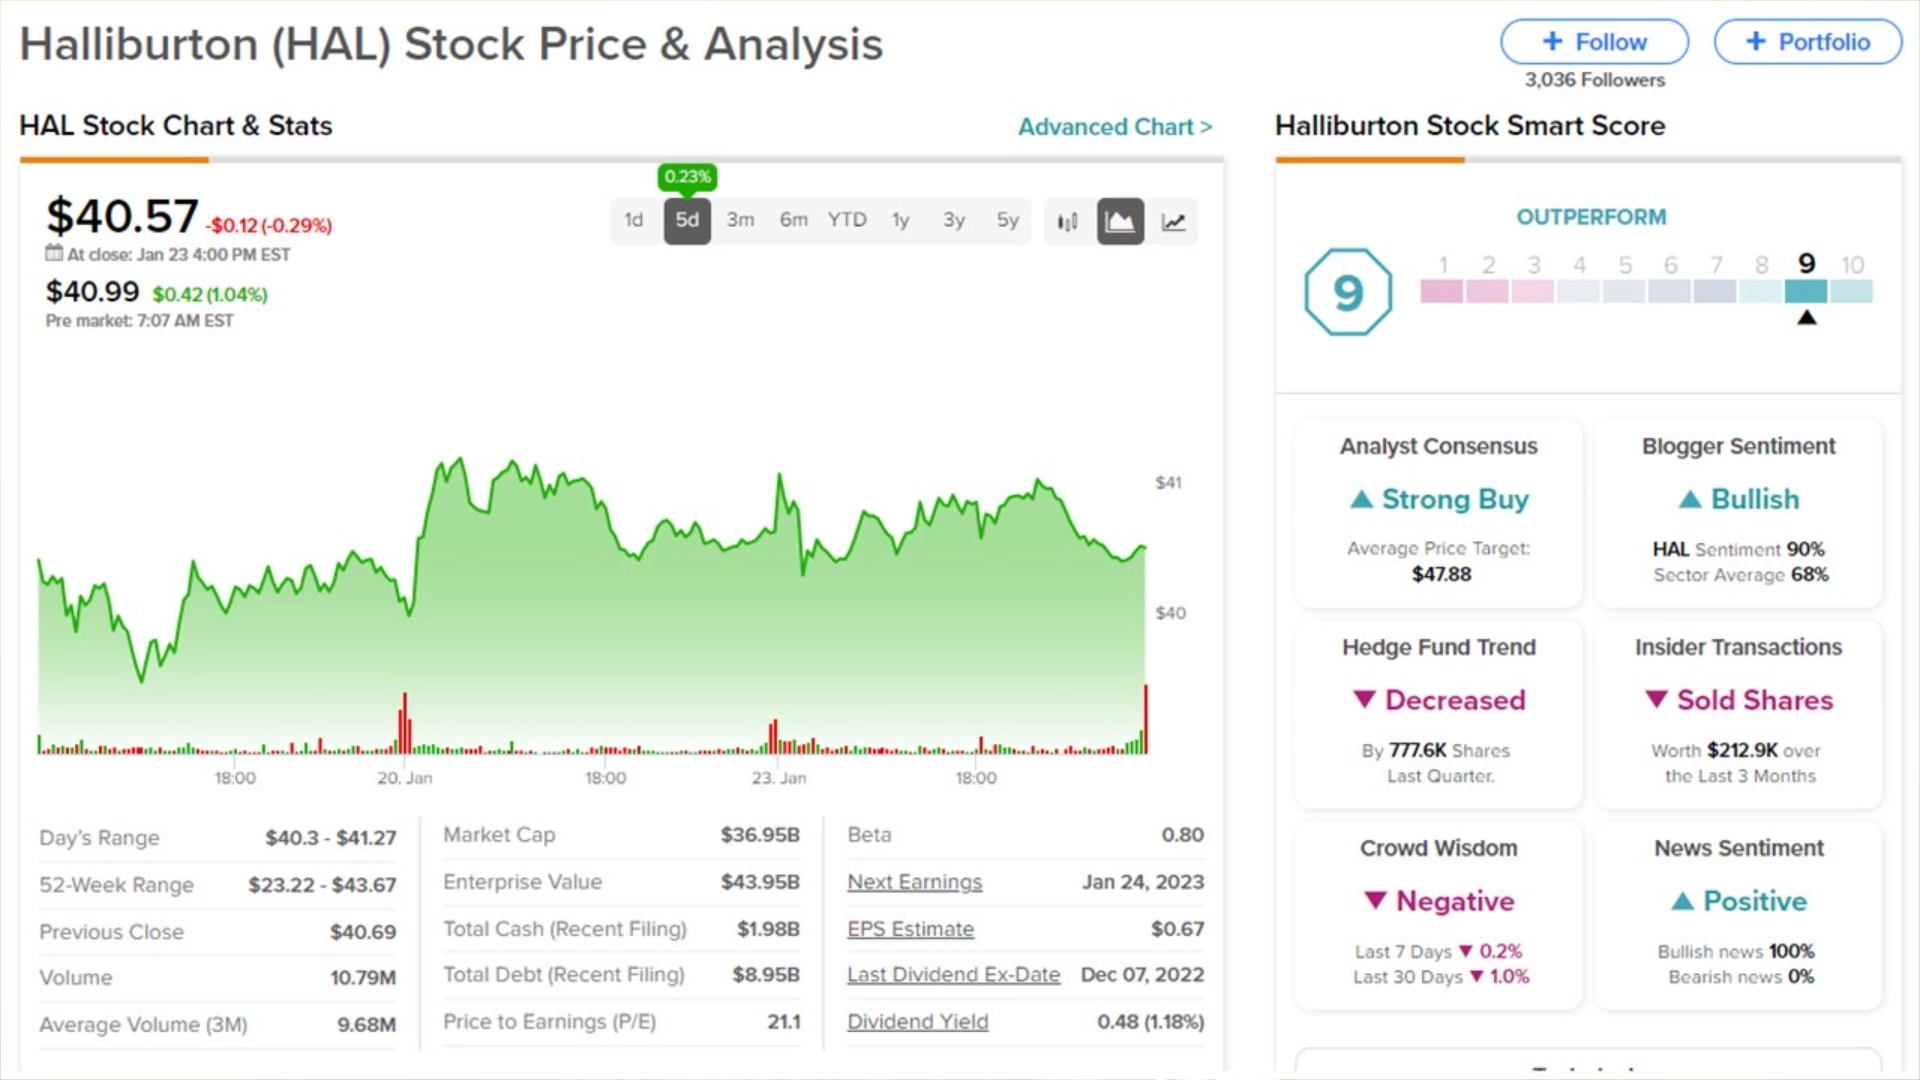 Halliburton (HAL) Stock Price & Analysis
+ Follow
+ Portfolio
3,036 Followers
HAL Stock Chart & Stats
Advanced Chart >
$40.57 -$0.12 (-0.29%)
At close: Jan 23 4:00 PM EST
$40.99 $0.42 (1.04%)
Pre market: 7:07 AM EST
0.23%
1d 5d 3m 6m YTD 1y 3y 5y
$41
$40
18:00 20. Jan 18:00 23. Jan 18:00
Day's Range $40.3 - $41.27
52-Week Range $23.22 - $43.67
Previous Close $40.69
Volume 10.79M
Average Volume (3M) 9.68M
Market Cap $36.95B
Enterprise Value $43.95B
Total Cash (Recent Filing) $1.98B
Total Debt (Recent Filing) $8.95B
Price to Earnings (P/E) 21.1
Beta 0.80
Next Earnings Jan 24, 2023
EPS Estimate $0.67
Last Dividend Ex-Date Dec 07, 2022
Dividend Yield 0.48 (1.18%)
Halliburton Stock Smart Score
OUTPERFORM
9
1 2 3 4 5 6 7 8 9 10
Analyst Consensus
▲ Strong Buy
Average Price Target:
$47.88
Blogger Sentiment
▲ Bullish
HAL Sentiment 90%
Sector Average 68%
Hedge Fund Trend
▼ Decreased
By 777.6K Shares
Last Quarter.
Insider Transactions
▼ Sold Shares
Worth $212.9K over
the Last 3 Months
Crowd Wisdom
▼ Negative
Last 7 Days ▼ 0.2%
Last 30 Days ▼ 1.0%
News Sentiment
▲ Positive
Bullish news 100%
Bearish news 0%